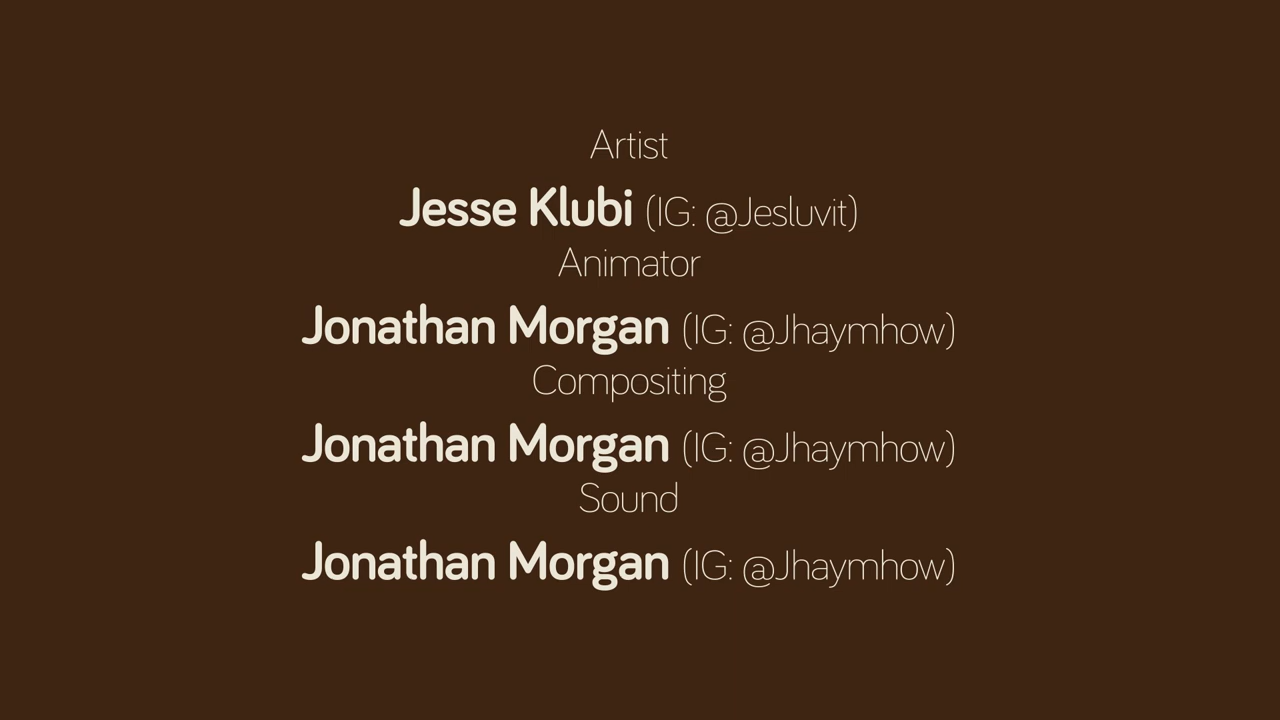 Artist
Jesse Klubi (IG: @Jesluvit)
Animator
Jonathan Morgan (IG: @Jhaymhow)
Compositing
Jonathan Morgan (IG: @Jhaymhow)
Sound
Jonathan Morgan (IG: @Jhaymhow)